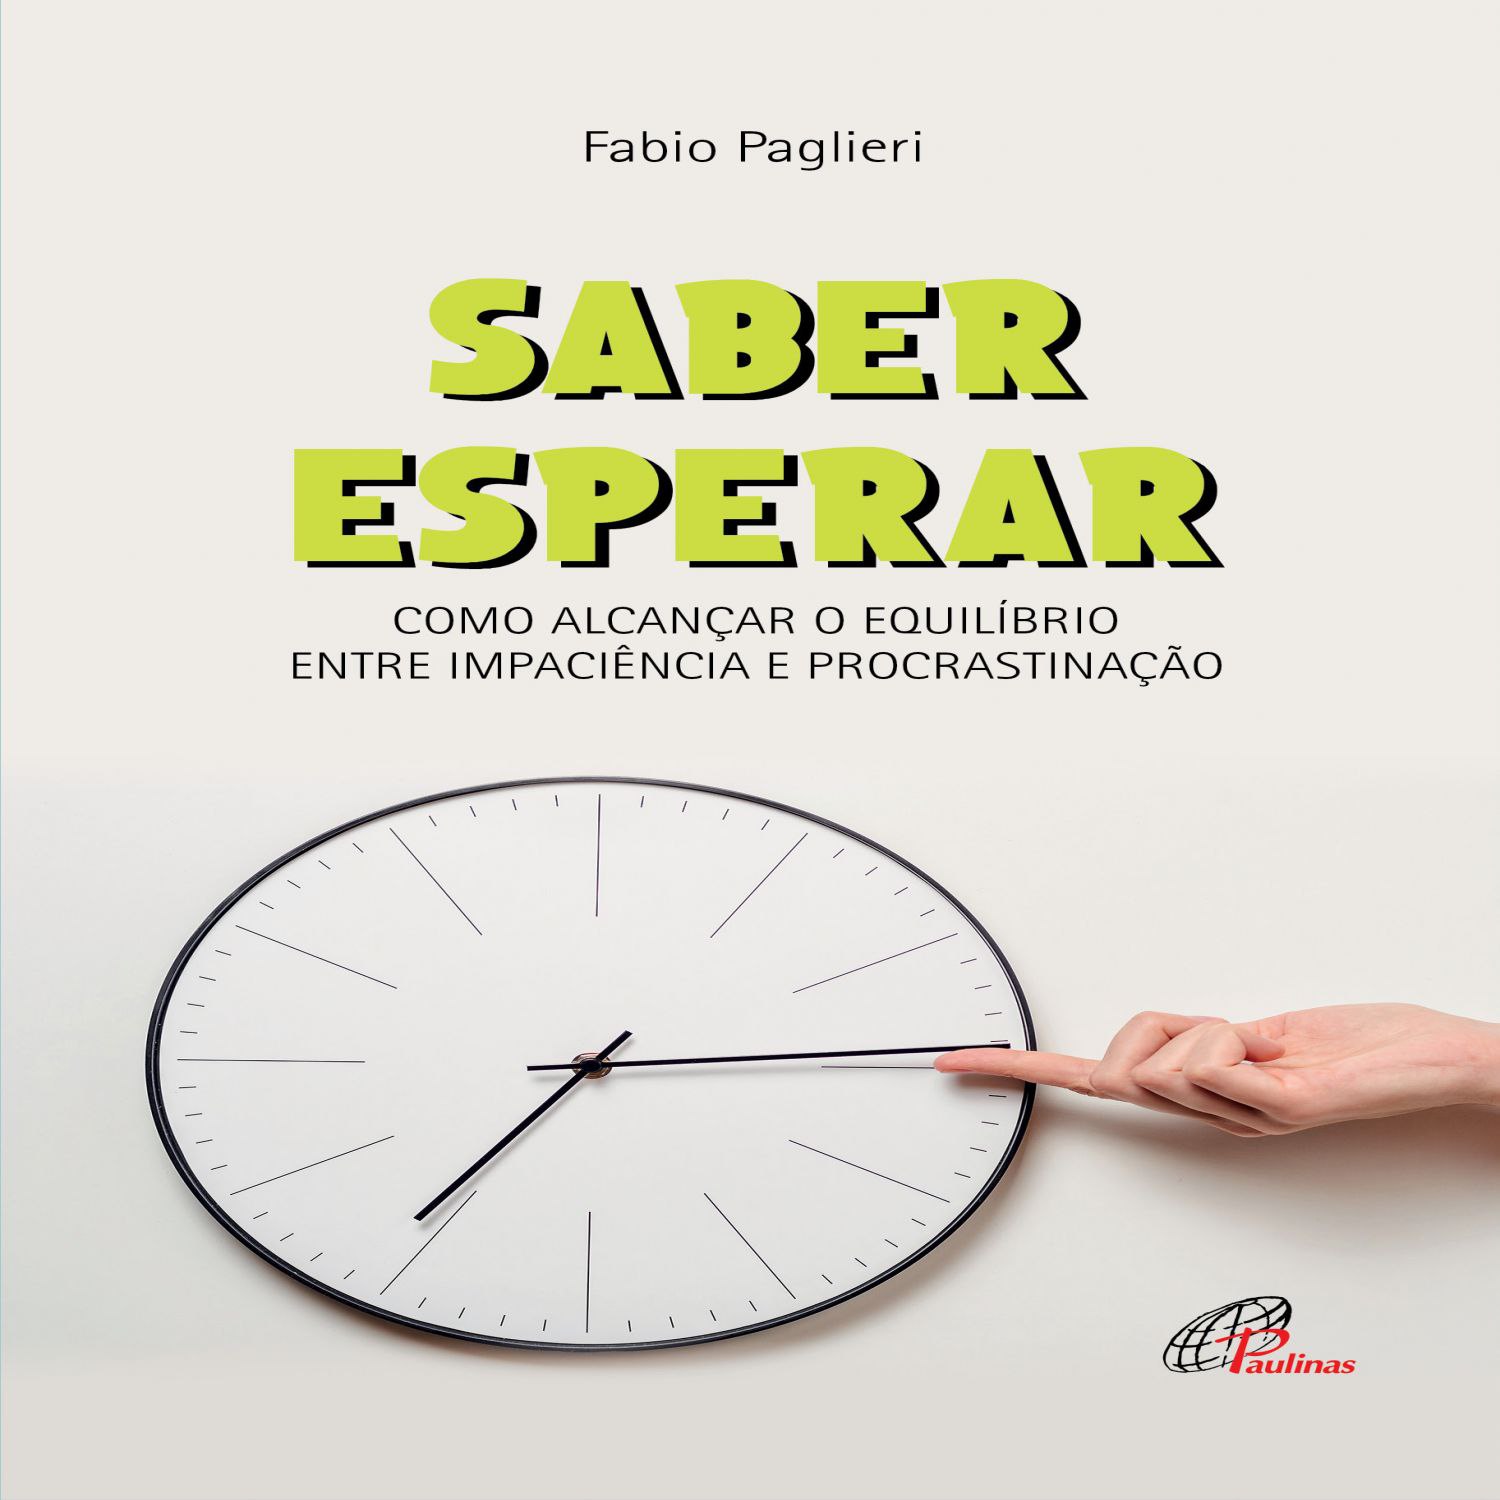 Fabio Paglieri
SABER
ESPERAR
COMO ALCANÇAR O EQUILÍBRIO
ENTRE IMPACIÊNCIA E PROCRASTINAÇÃO
Paulinas